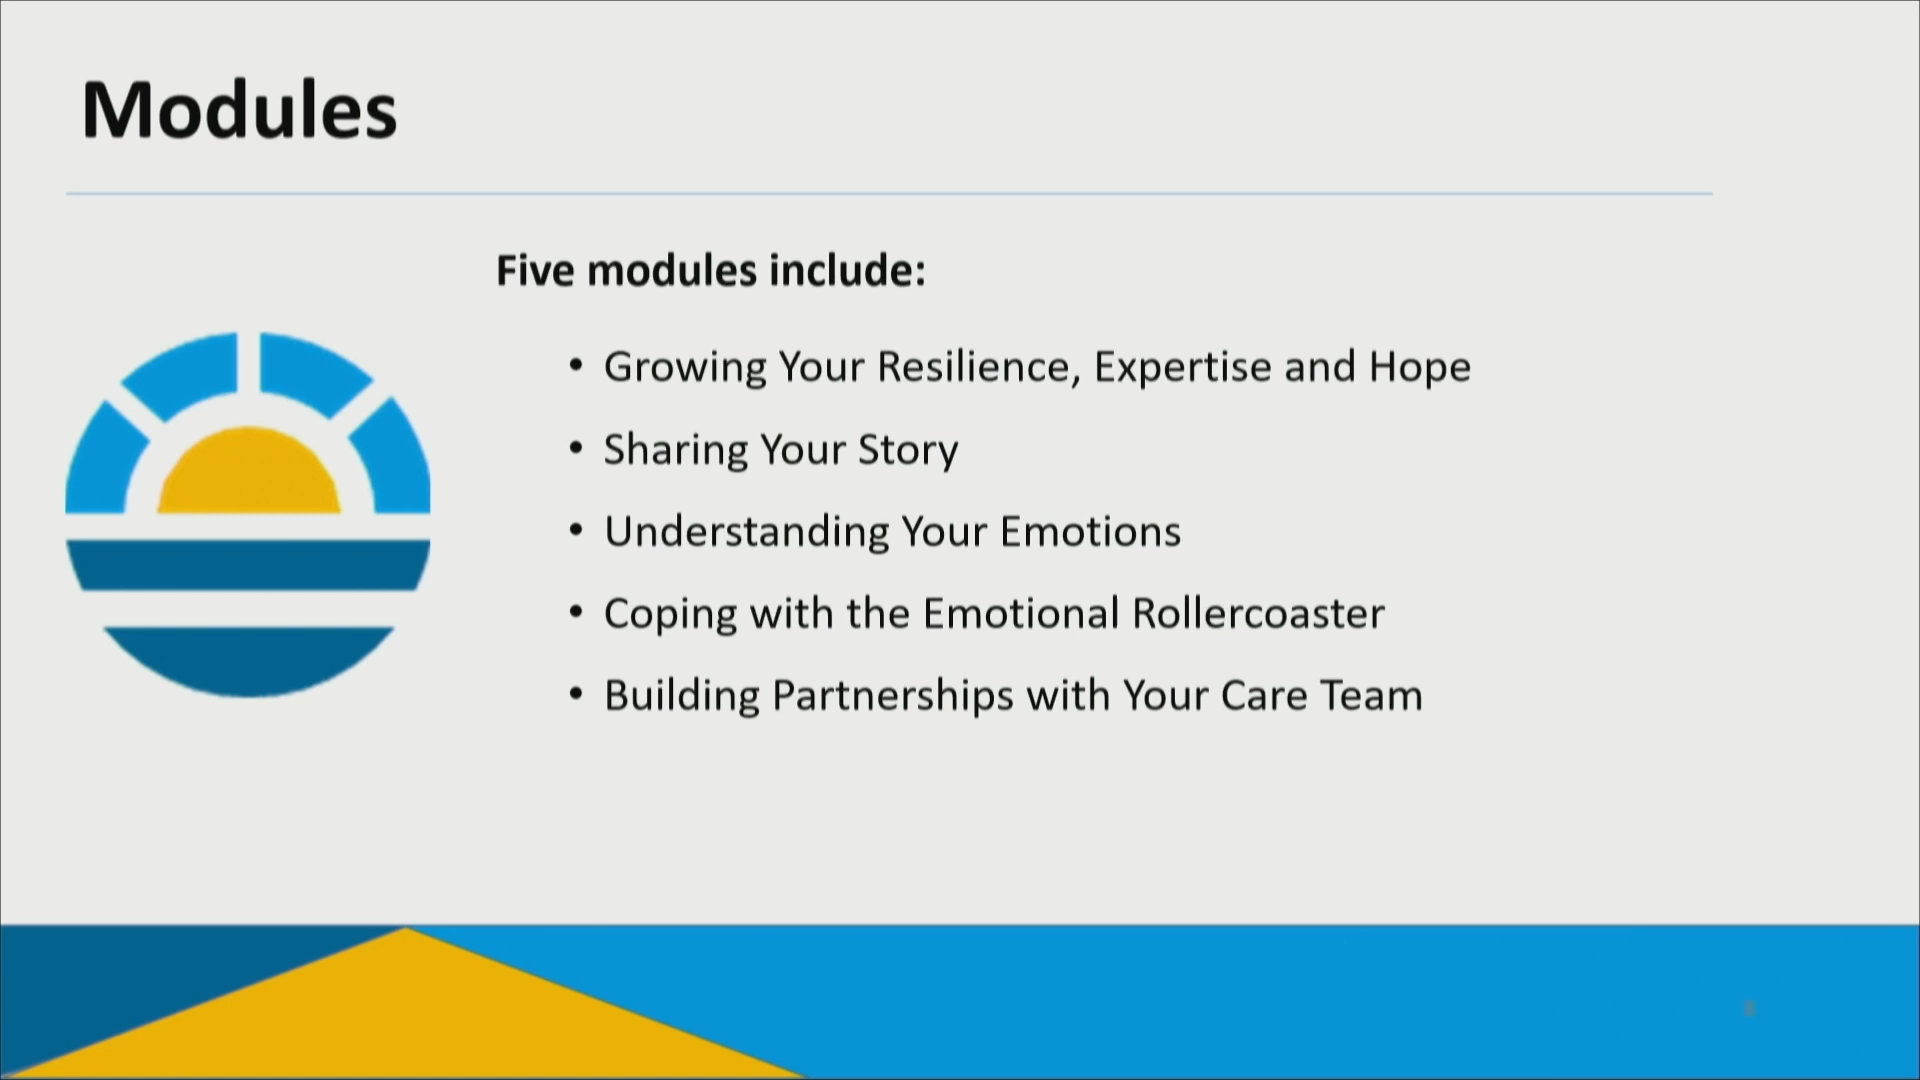 Modules
Five modules include:
• Growing Your Resilience, Expertise and Hope
• Sharing Your Story
• Understanding Your Emotions
• Coping with the Emotional Rollercoaster
• Building Partnerships with Your Care Team